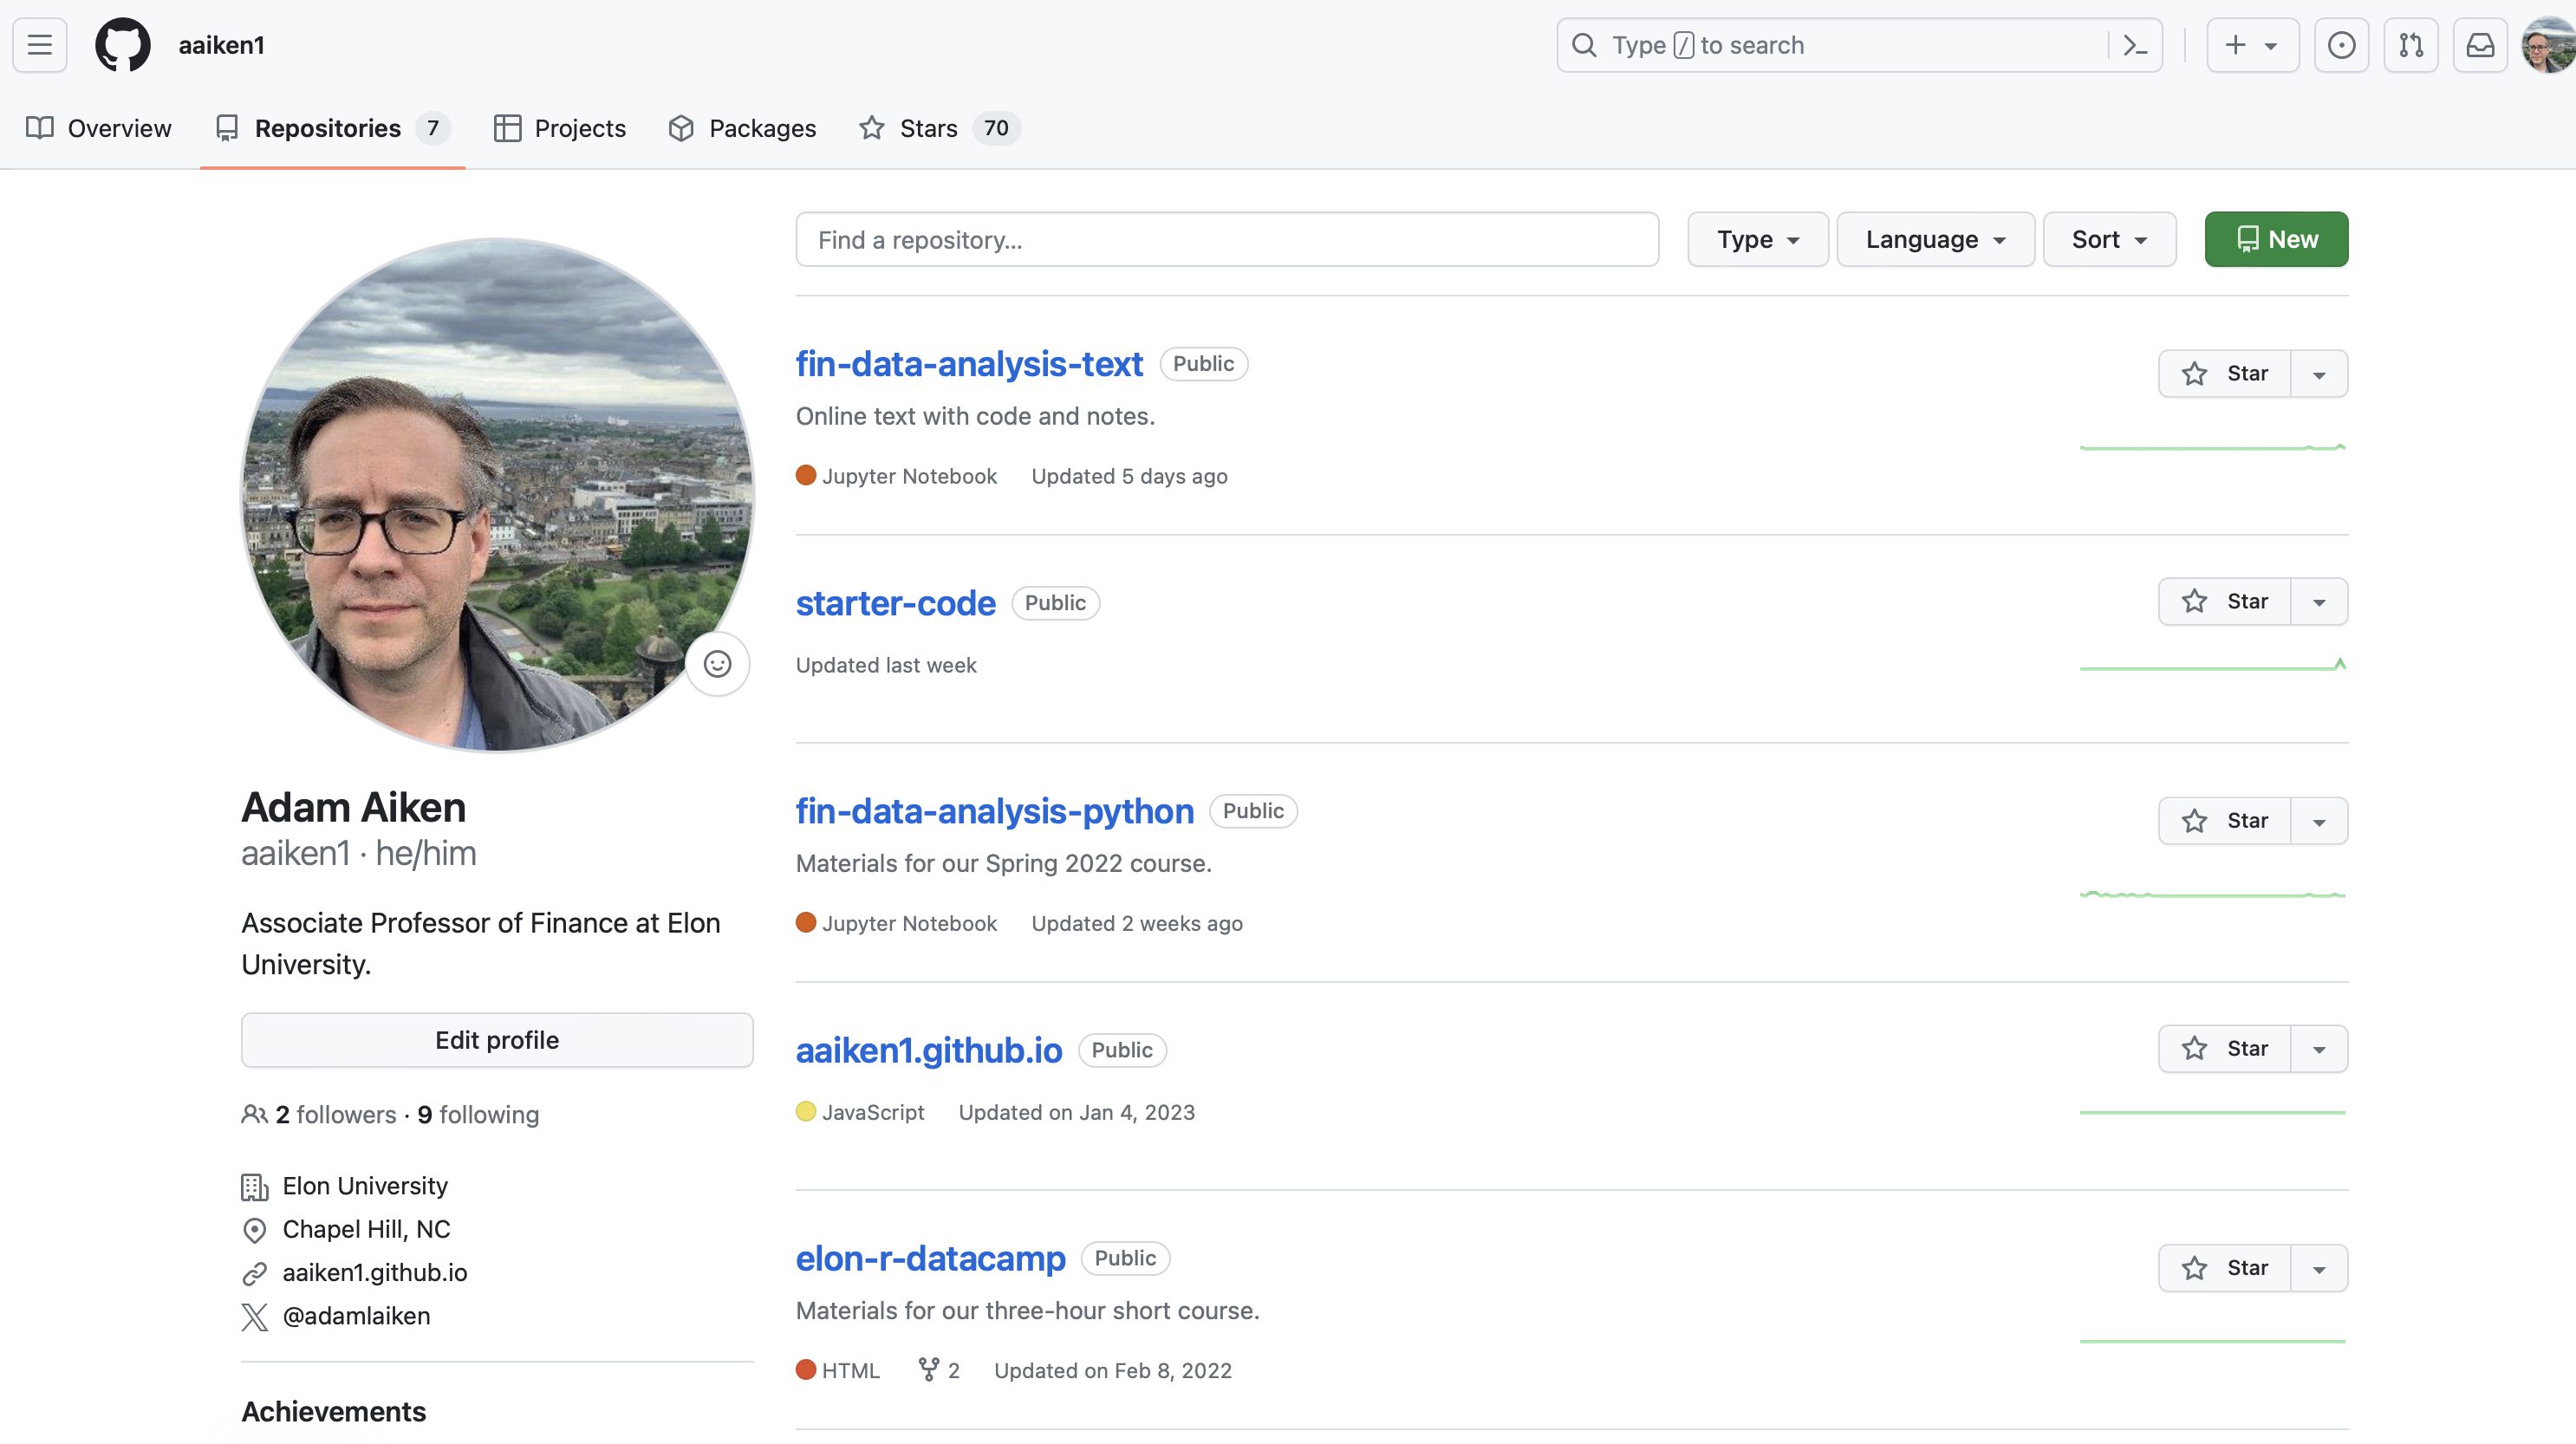 aaiken1
Type / to search
Overview
Repositories 7
Projects
Packages
Stars 70
Find a repository...
Type
Language
Sort
New
fin-data-analysis-text Public
Star
Online text with code and notes.
Jupyter Notebook Updated 5 days ago
starter-code Public
Star
Updated last week
fin-data-analysis-python Public
Star
Materials for our Spring 2022 course.
Jupyter Notebook Updated 2 weeks ago
aaiken1.github.io Public
Star
JavaScript Updated on Jan 4, 2023
elon-r-datacamp Public
Star
Materials for our three-hour short course.
HTML 2 Updated on Feb 8, 2022
Adam Aiken
aaiken1 · he/him
Associate Professor of Finance at Elon
University.
Edit profile
2 followers · 9 following
Elon University
Chapel Hill, NC
aaiken1.github.io
@adamlaiken
Achievements